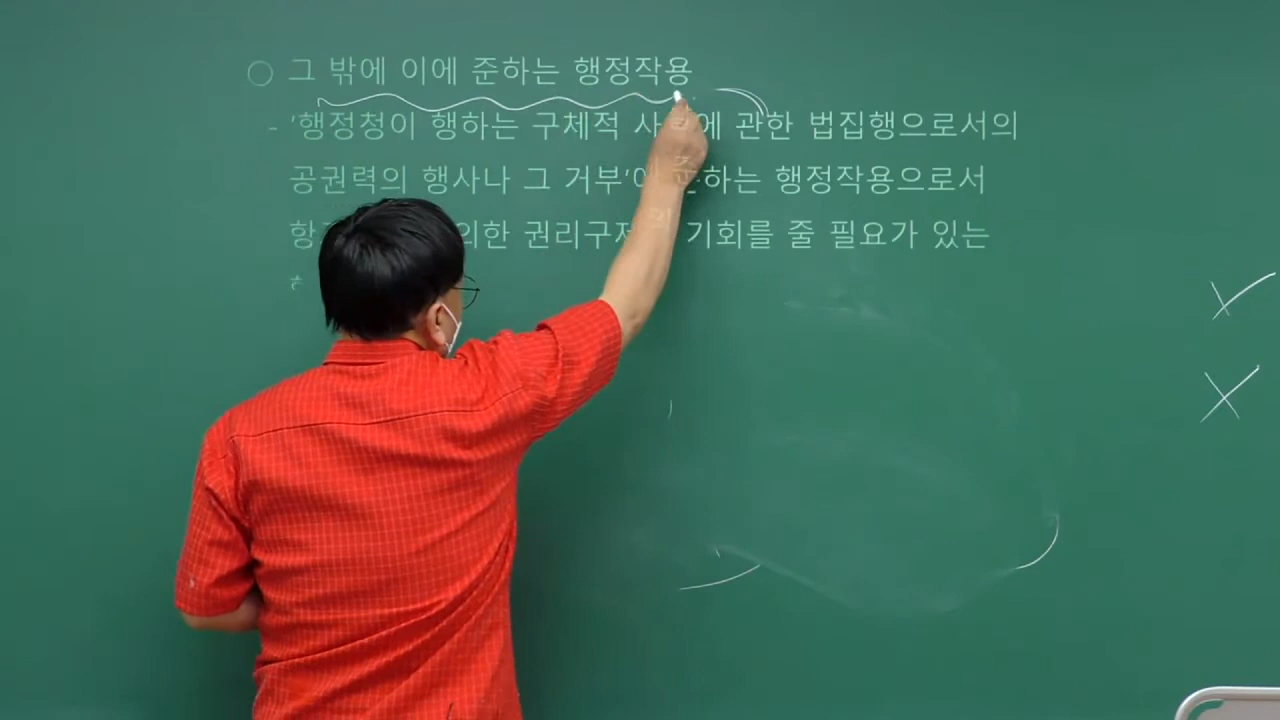 ○ 그 밖에 이에 준하는 행정작용
- '행정청이 행하는 구체적 에 관한 법집행으로서의
공권력의 행사나 그 거부'에 준하는 행정작용으로서
의한 권리구제의 기회를 줄 필요가 있는